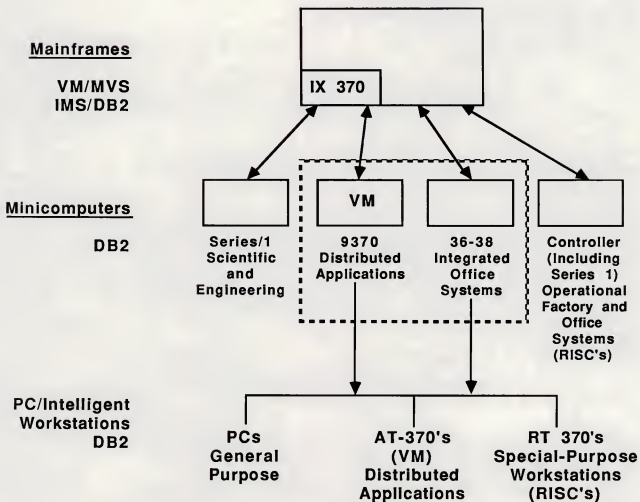 Mainframes
VM/MVS
IMS/DB2
IX 370
Minicomputers
DB2
VM
Series/1
Scientific
and
Engineering
9370
Distributed
Applications
36-38
Integrated
Office
Systems
Controller
(Including
Series 1)
Operational
Factory and
Office
Systems
(RISC's)
PC/Intelligent
Workstations
DB2
PCs
General
Purpose
AT-370's
(VM)
Distributed
Applications
RT 370's
Special-Purpose
Workstations
(RISC's)